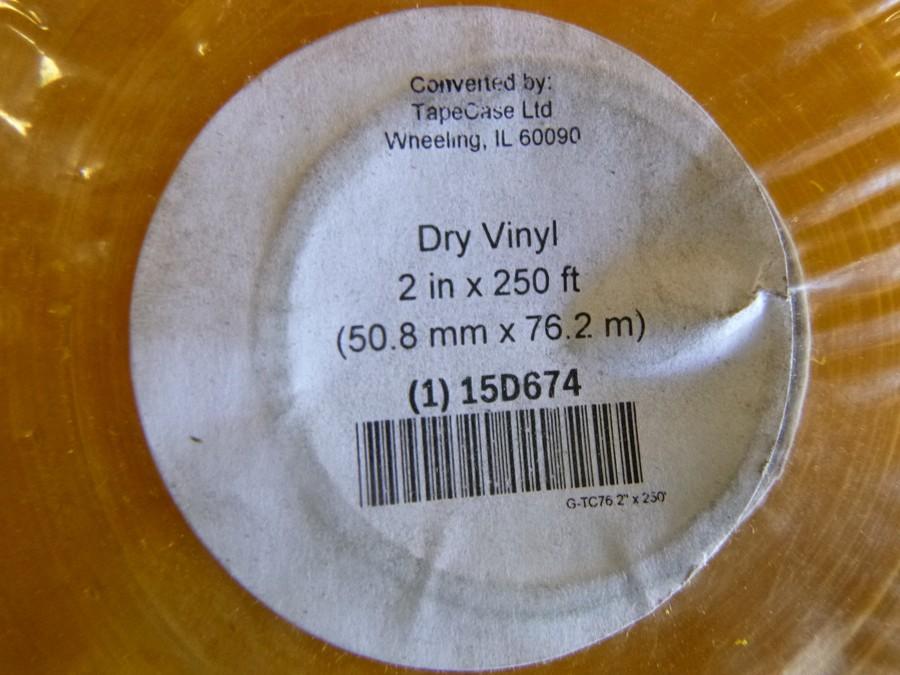 Converted by:
TapeCase Ltd
Wheeling, IL 60090
Dry Vinyl
2 in x 250 ft
(50.8 mm x 76.2 m)
(1) 15D674
G-TC76 2" x 250'